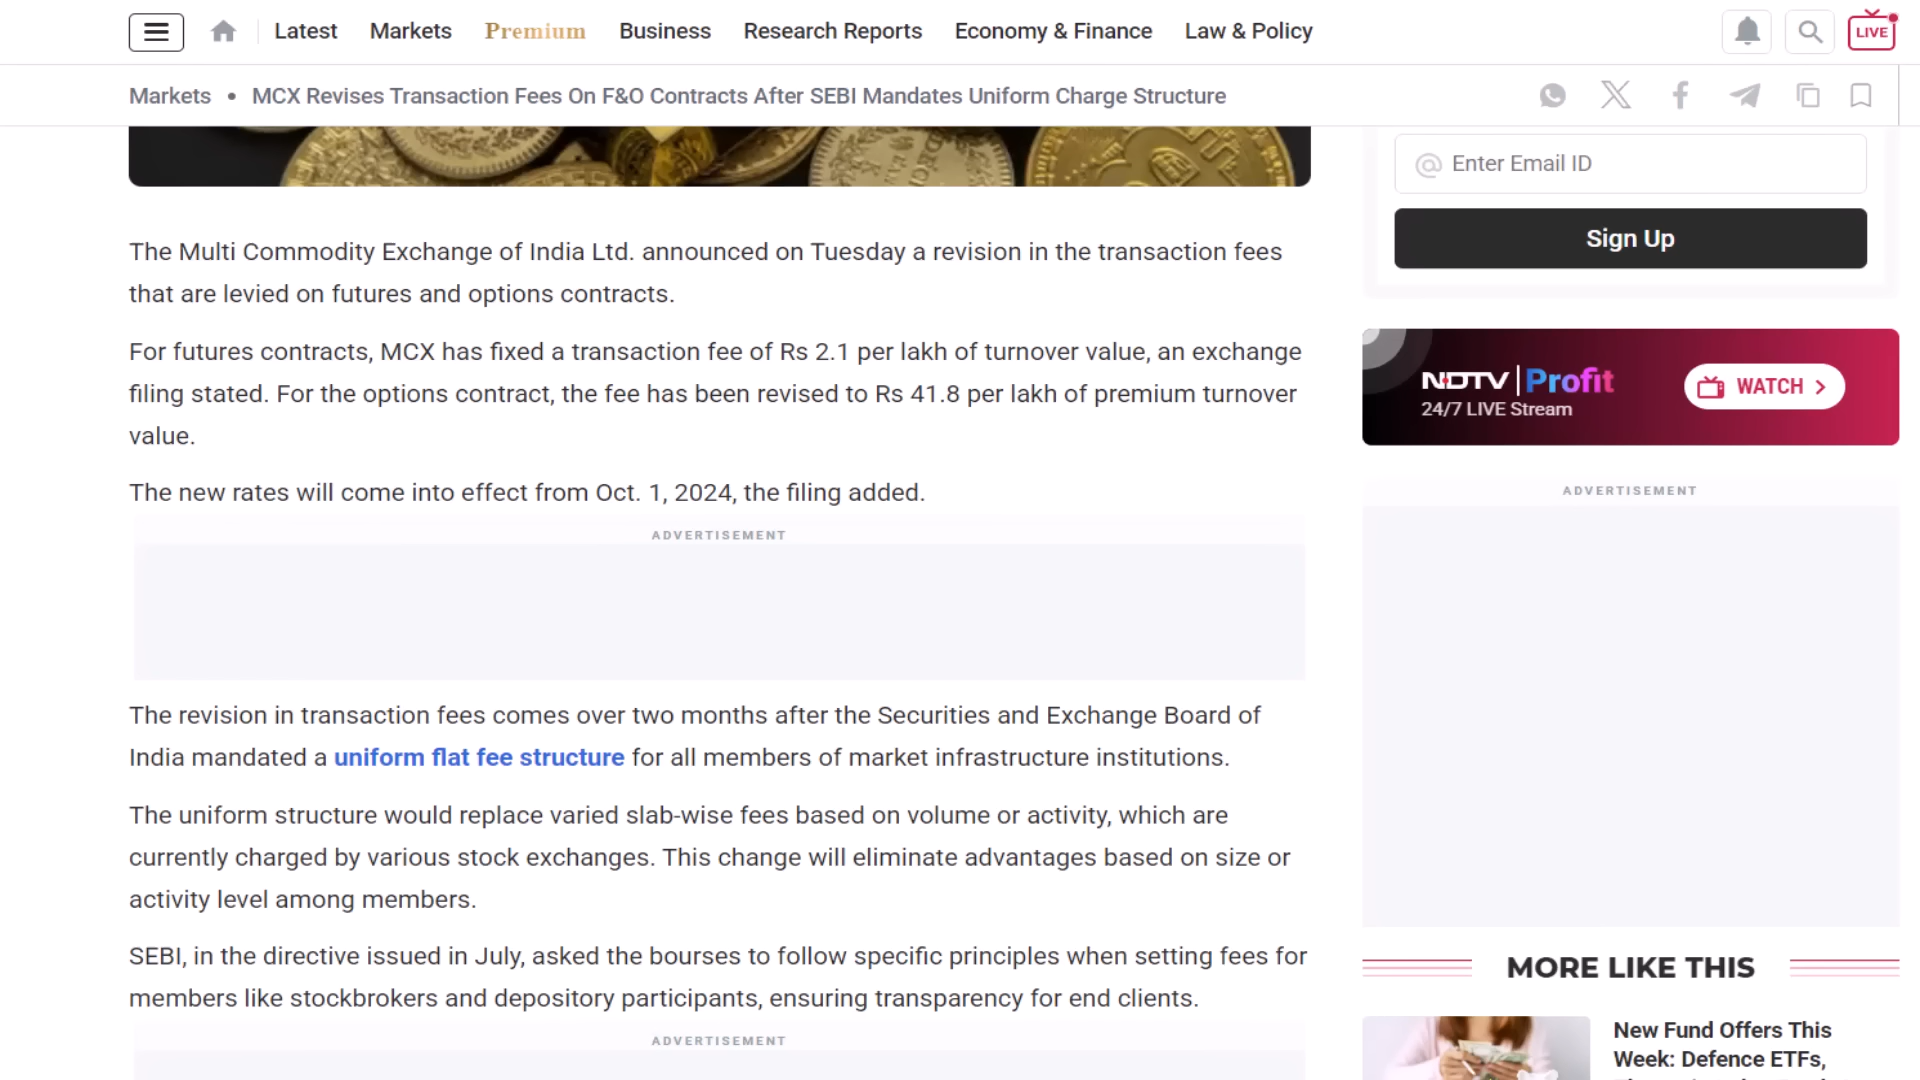 Latest Markets Premium Business Research Reports Economy & Finance Law & Policy LIVE
Markets • MCX Revises Transaction Fees On F&O Contracts After SEBI Mandates Uniform Charge Structure
The Multi Commodity Exchange of India Ltd. announced on Tuesday a revision in the transaction fees
that are levied on futures and options contracts.
For futures contracts, MCX has fixed a transaction fee of Rs 2.1 per lakh of turnover value, an exchange
filing stated. For the options contract, the fee has been revised to Rs 41.8 per lakh of premium turnover
value.
The new rates will come into effect from Oct. 1, 2024, the filing added.
ADVERTISEMENT
The revision in transaction fees comes over two months after the Securities and Exchange Board of
India mandated a uniform flat fee structure for all members of market infrastructure institutions.
The uniform structure would replace varied slab-wise fees based on volume or activity, which are
currently charged by various stock exchanges. This change will eliminate advantages based on size or
activity level among members.
SEBI, in the directive issued in July, asked the bourses to follow specific principles when setting fees for
members like stockbrokers and depository participants, ensuring transparency for end clients.
ADVERTISEMENT
@ Enter Email ID
Sign Up
NDTV | Profit
24/7 LIVE Stream
WATCH >
ADVERTISEMENT
MORE LIKE THIS
New Fund Offers This
Week: Defence ETFs,